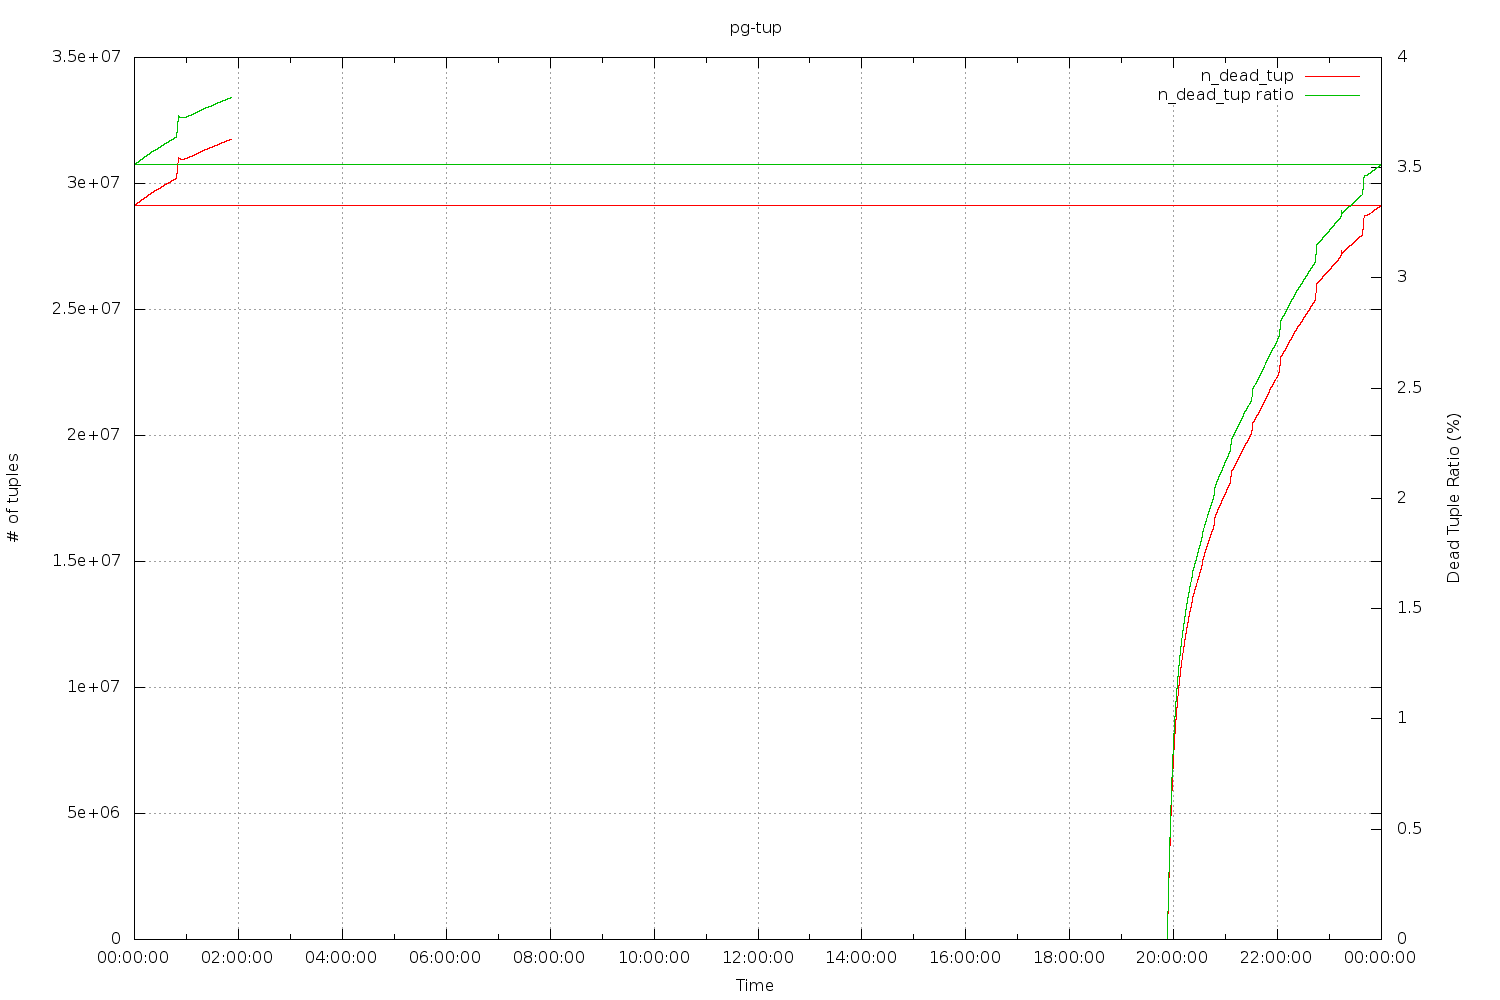 pg-tup
3.5e+07
3e+07
2.5e+07
2e+07
1.5e+07
1e+07
5e+06
0
# of tuples
n_dead_tup
n_dead_tup ratio
4
3.5
3
2.5
2
1.5
1
0.5
0
Dead Tuple Ratio (%)
00:00:00 02:00:00 04:00:00 06:00:00 08:00:00 10:00:00 12:00:00 14:00:00 16:00:00 18:00:00 20:00:00 22:00:00 00:00:00
Time